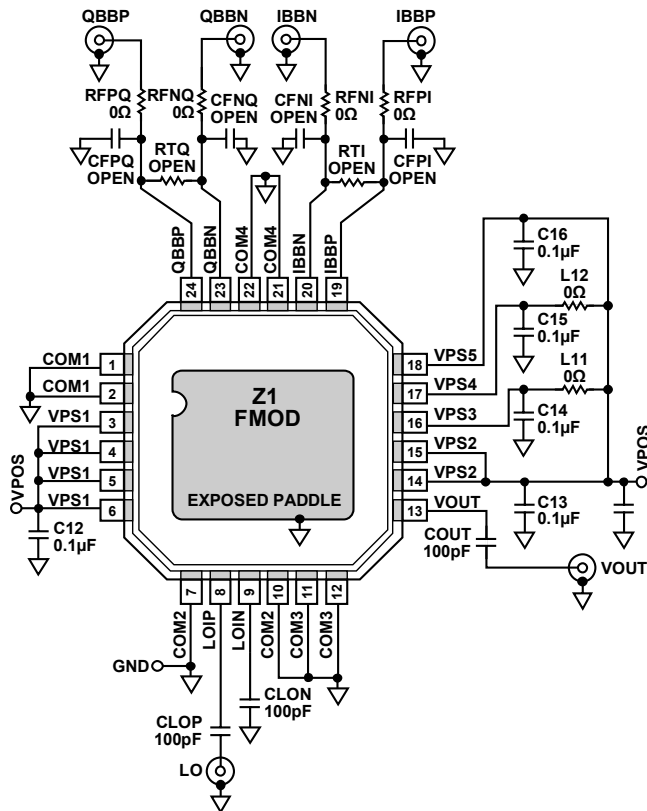 QBBP QBBN IBBN IBBP
RFPQ 0Ω
RFNQ 0Ω
CFNQ OPEN
CFNI OPEN
RFNI 0Ω
RFPI 0Ω
CFPQ OPEN
RTQ OPEN
RTI OPEN
CFPI OPEN
QBBP QBBN COM4 COM4 IBBN IBBP
24 23 22 21 20 19
C16 0.1µF
L12 0Ω
C15 0.1µF
L11 0Ω
C14 0.1µF
COM1 1
COM1 2
VPS1 3
VPS1 4
VPS1 5
VPS1 6
VPOS
C12 0.1µF
Z1
FMOD
EXPOSED PADDLE
18 VPS5
17 VPS4
16 VPS3
15 VPS2
14 VPS2
13 VOUT
VPOS
C13 0.1µF
COUT 100pF
VOUT
7 8 9 10 11 12
COM2 LOIP LOIN COM2 COM3 COM3
GND
CLON 100pF
CLOP 100pF
LO